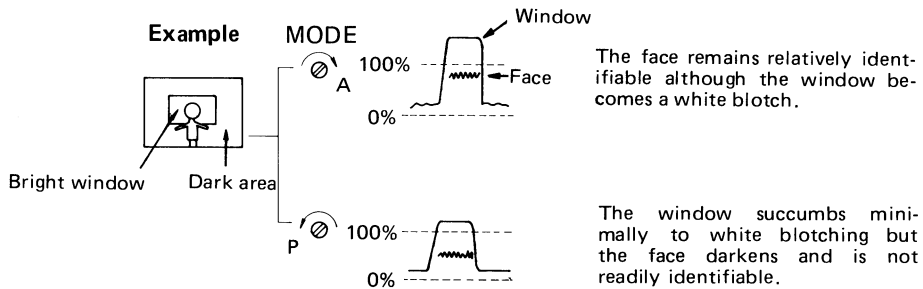 Example
MODE
A
100%
0%
Window
Face
The face remains relatively ident-
ifiable although the window be-
comes a white blotch.
Bright window
Dark area
P
100%
0%
The window succumbs mini-
mally to white blotching but
the face darkens and is not
readily identifiable.